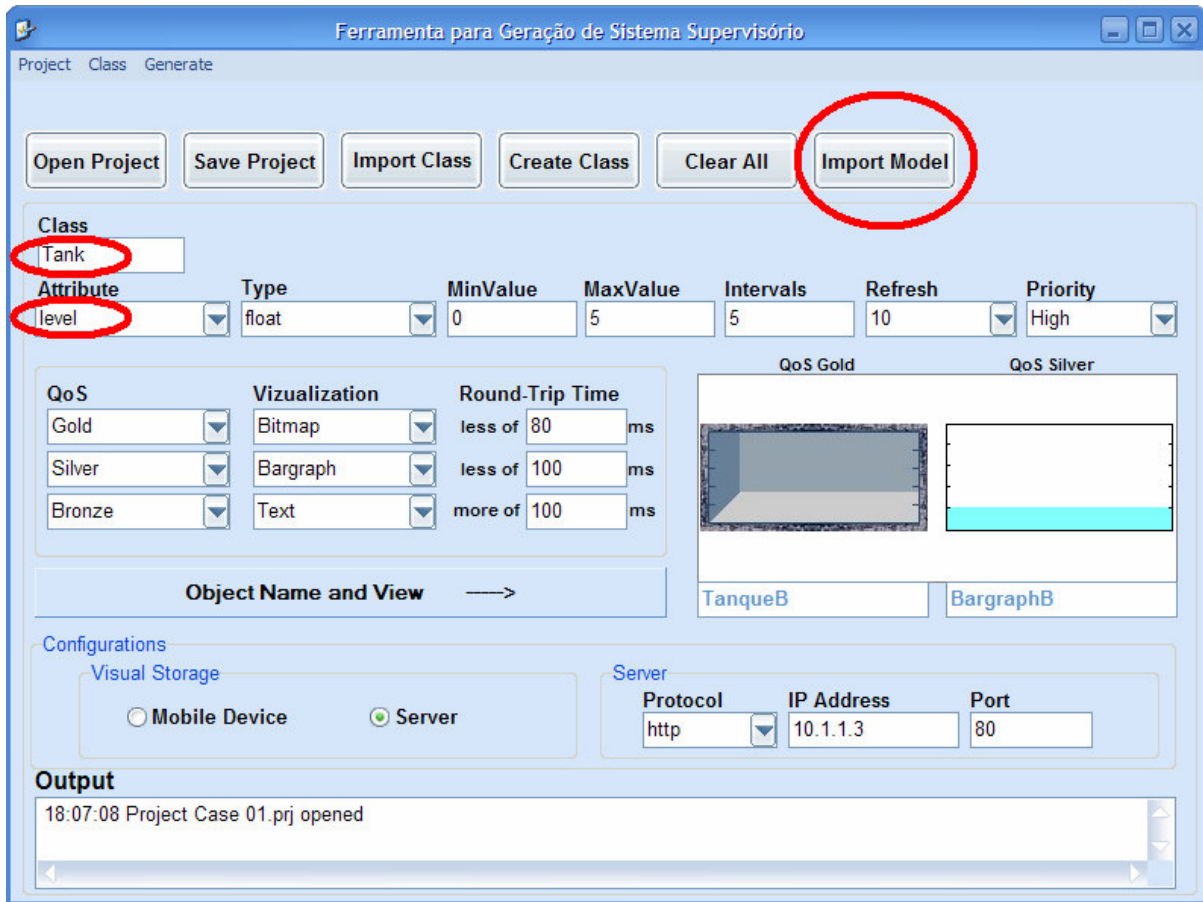 Ferramenta para Geração de Sistema Supervisório
Project Class Generate
Open Project Save Project Import Class Create Class Clear All Import Model
Class
Tank
Attribute Type MinValue MaxValue Intervals Refresh Priority
level float 0 5 5 10 High
QoS Gold QoS Silver
QoS Vizualization Round-Trip Time
Gold Bitmap less of 80 ms
Silver Bargraph less of 100 ms
Bronze Text more of 100 ms
Object Name and View ----->
TanqueB BargraphB
Configurations
Visual Storage Server
Mobile Device Server
Protocol IP Address Port
http 10.1.1.3 80
Output
18:07:08 Project Case 01.prj opened